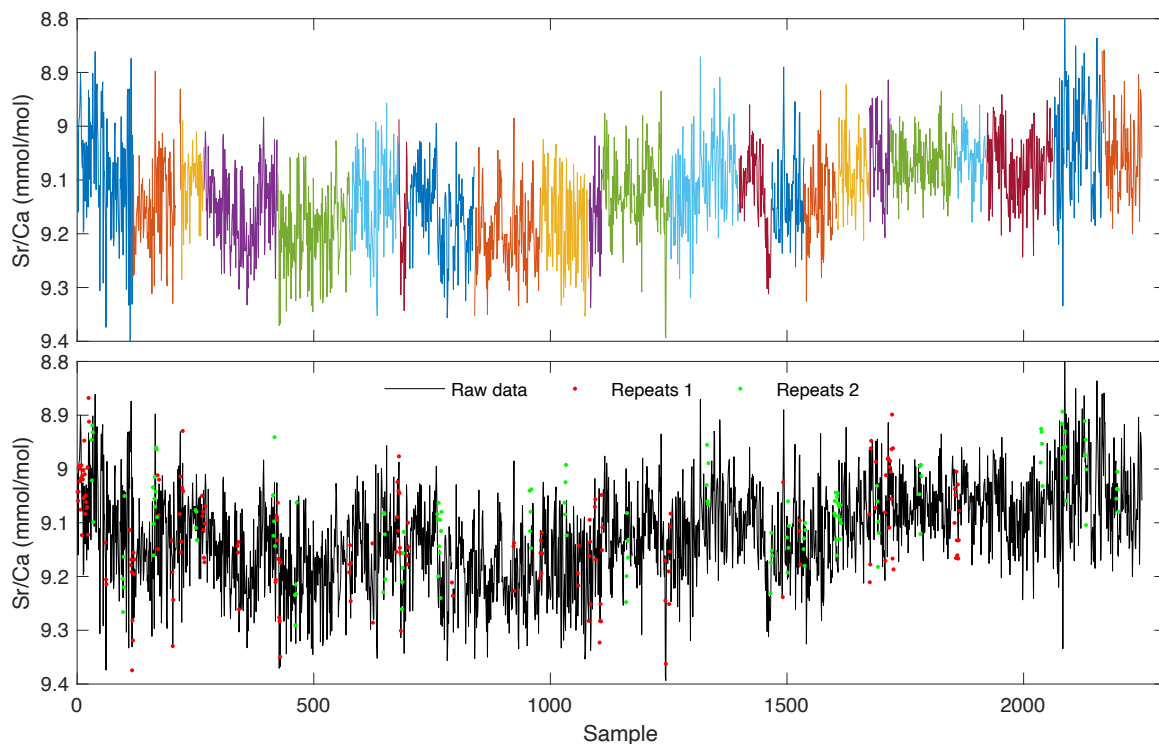 8.8
8.9
9
9.1
9.2
9.3
9.4
Sr/Ca (mmol/mol)
8.8
8.9
9
9.1
9.2
9.3
9.4
Sr/Ca (mmol/mol)
Raw data Repeats 1 Repeats 2
0 500 1000 1500 2000
Sample